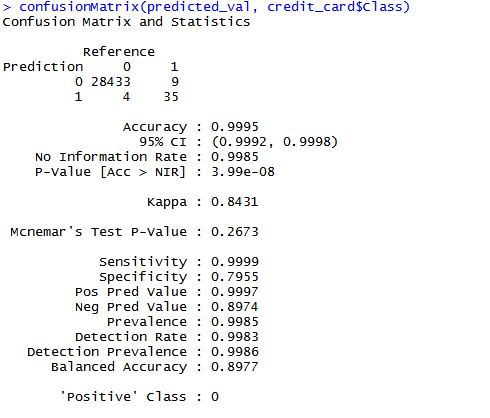 > confusionMatrix(predicted_val, credit_card$Class)
Confusion Matrix and Statistics
Reference
Prediction 0 1
0 28433 9
1 4 35
Accuracy : 0.9995
95% CI : (0.9992, 0.9998)
No Information Rate : 0.9985
P-Value [Acc > NIR] : 3.99e-08
Kappa : 0.8431
Mcnemar's Test P-Value : 0.2673
Sensitivity : 0.9999
Specificity : 0.7955
Pos Pred Value : 0.9997
Neg Pred Value : 0.8974
Prevalence : 0.9985
Detection Rate : 0.9983
Detection Prevalence : 0.9986
Balanced Accuracy : 0.8977
'Positive' Class : 0